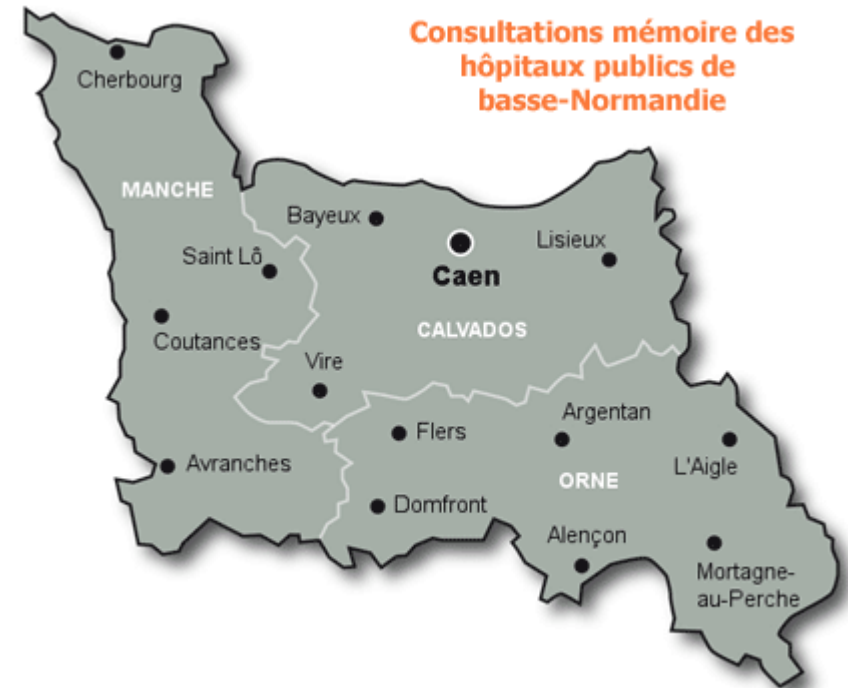 Consultations mémoire des
hôpitaux publics de
basse-Normandie
Cherbourg
MANCHE
Bayeux
Lisieux
Saint Lô
Caen
Coutances
CALVADOS
Vire
Argentan
Flers
Avranches
L'Aigle
ORNE
Domfront
Alençon
Mortagne-
au-Perche